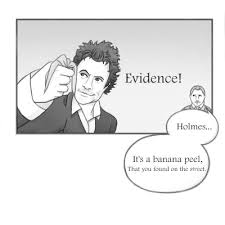 Evidence!
Holmes...
It's a banana peel,
That you found on the street.